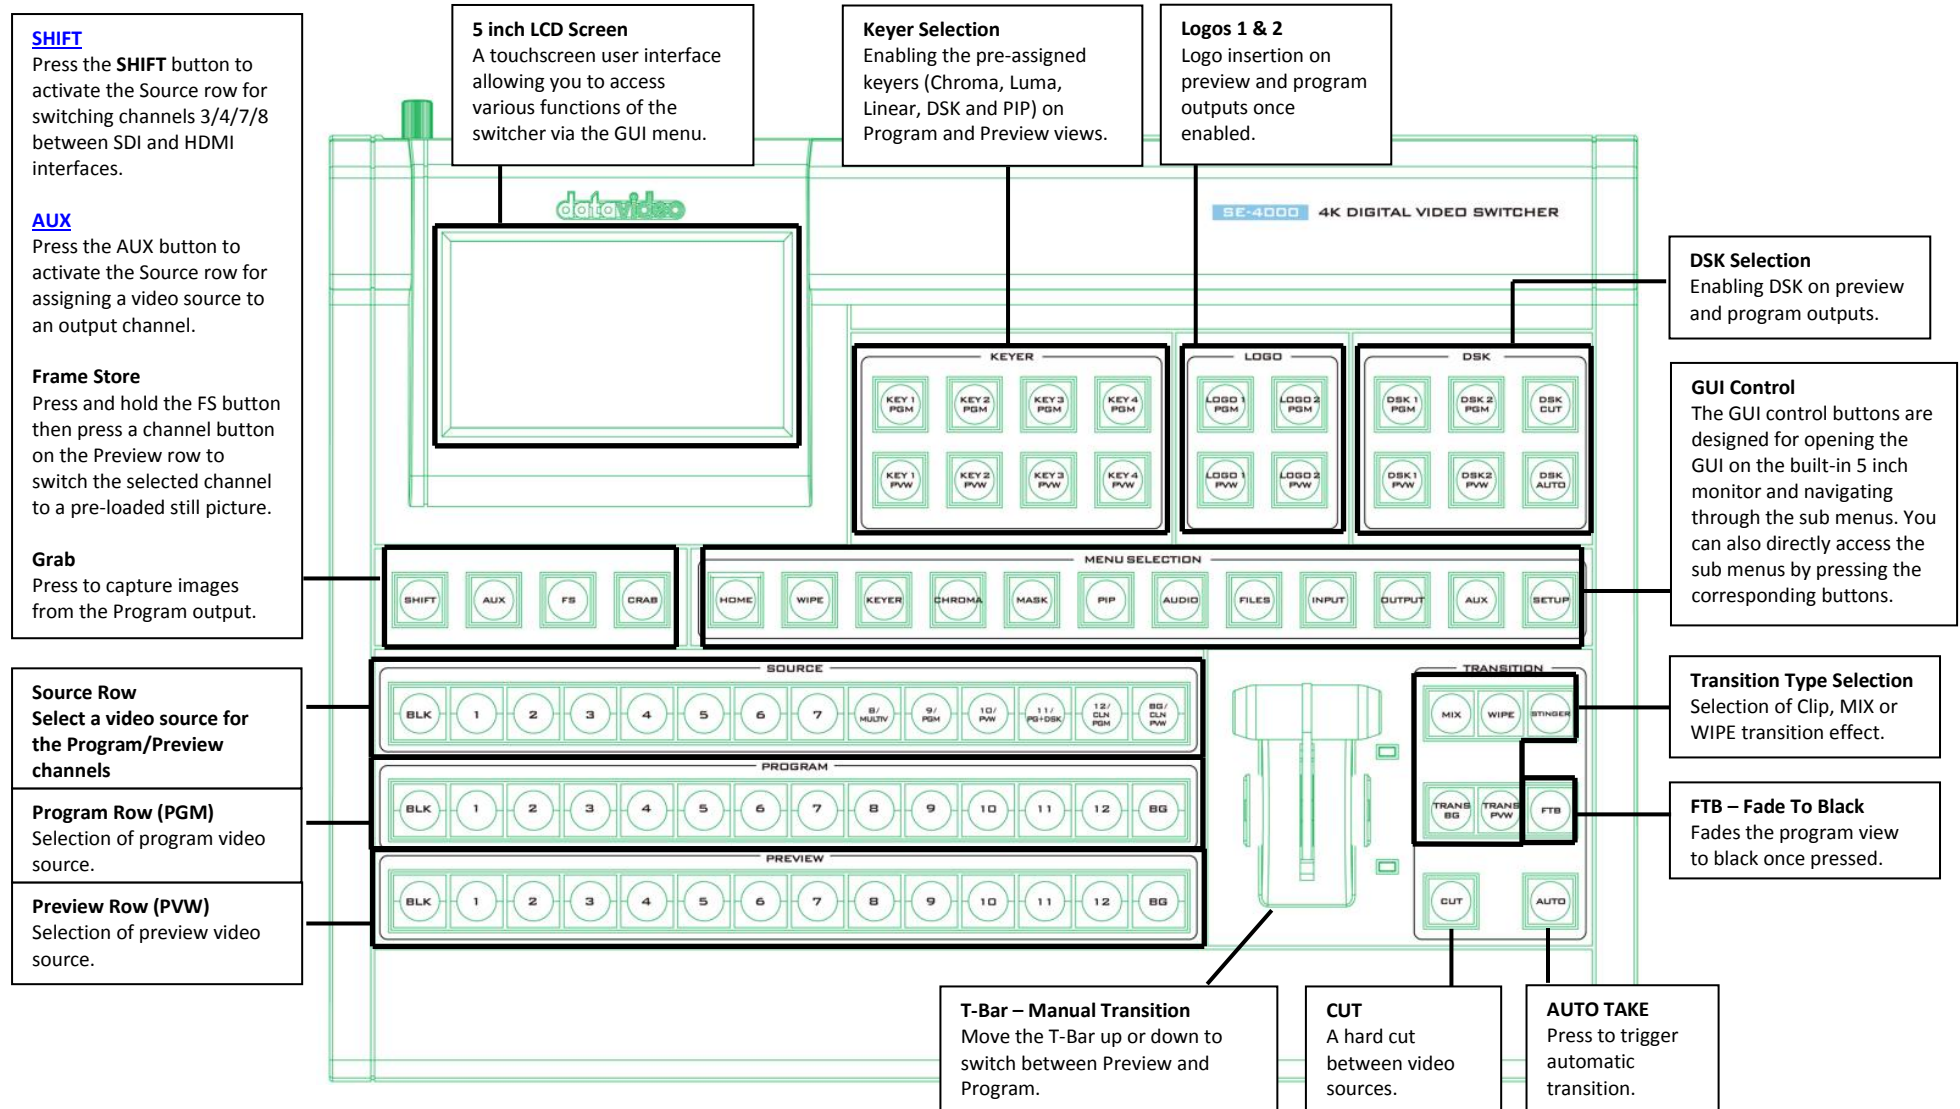 SHIFT
Press the SHIFT button to
activate the Source row for
switching channels 3/4/7/8
between SDI and HDMI
interfaces.
AUX
Press the AUX button to
activate the Source row for
assigning a video source to
an output channel.
Frame Store
Press and hold the FS button
then press a channel button
on the Preview row to
switch the selected channel
to a pre-loaded still picture.
Grab
Press to capture images
from the Program output.
5 inch LCD Screen
A touchscreen user interface
allowing you to access
various functions of the
switcher via the GUI menu.
Keyer Selection
Enabling the pre-assigned
keyers (Chroma, Luma,
Linear, DSK and PIP) on
Program and Preview views.
Logos 1 & 2
Logo insertion on
preview and program
outputs once
enabled.
datavideo
SE-4000 4K DIGITAL VIDEO SWITCHER
DSK Selection
Enabling DSK on preview
and program outputs.
GUI Control
The GUI control buttons are
designed for opening the
GUI on the built-in 5 inch
monitor and navigating
through the sub menus. You
can also directly access the
sub menus by pressing the
corresponding buttons.
KEYER
KEY 1 PGM KEY 2 PGM KEY 3 PGM KEY 4 PGM
KEY 1 PVW KEY 2 PVW KEY 3 PVW KEY 4 PVW
LOGO
LOGO 1 PGM LOGO 2 PGM
LOGO 1 PVW LOGO 2 PVW
DSK
DSK 1 PGM DSK 2 PGM DSK CUT
DSK 1 PVW DSK2 PVW DSK AUTO
SHIFT AUX FS CRAB
MENU SELECTION
HOME WIPE KEYER CHROMA MASK PIP AUDIO FILES INPUT OUTPUT AUX SETUP
Source Row
Select a video source for
the Program/Preview
channels
Program Row (PGM)
Selection of program video
source.
Preview Row (PVW)
Selection of preview video
source.
SOURCE
BLK 1 2 3 4 5 6 7 8/ MULTIV 9/ PGM 10/ PVW 11/ PG+DSK 12/ CLN PGM BG/ CLN PVW
PROGRAM
BLK 1 2 3 4 5 6 7 8 9 10 11 12 BG
PREVIEW
BLK 1 2 3 4 5 6 7 8 9 10 11 12 BG
TRANSITION
MIX WIPE STINGER
TRANS BG TRANS PVW FTB
CUT AUTO
Transition Type Selection
Selection of Clip, MIX or
WIPE transition effect.
FTB – Fade To Black
Fades the program view
to black once pressed.
T-Bar – Manual Transition
Move the T-Bar up or down to
switch between Preview and
Program.
CUT
A hard cut
between video
sources.
AUTO TAKE
Press to trigger
automatic
transition.